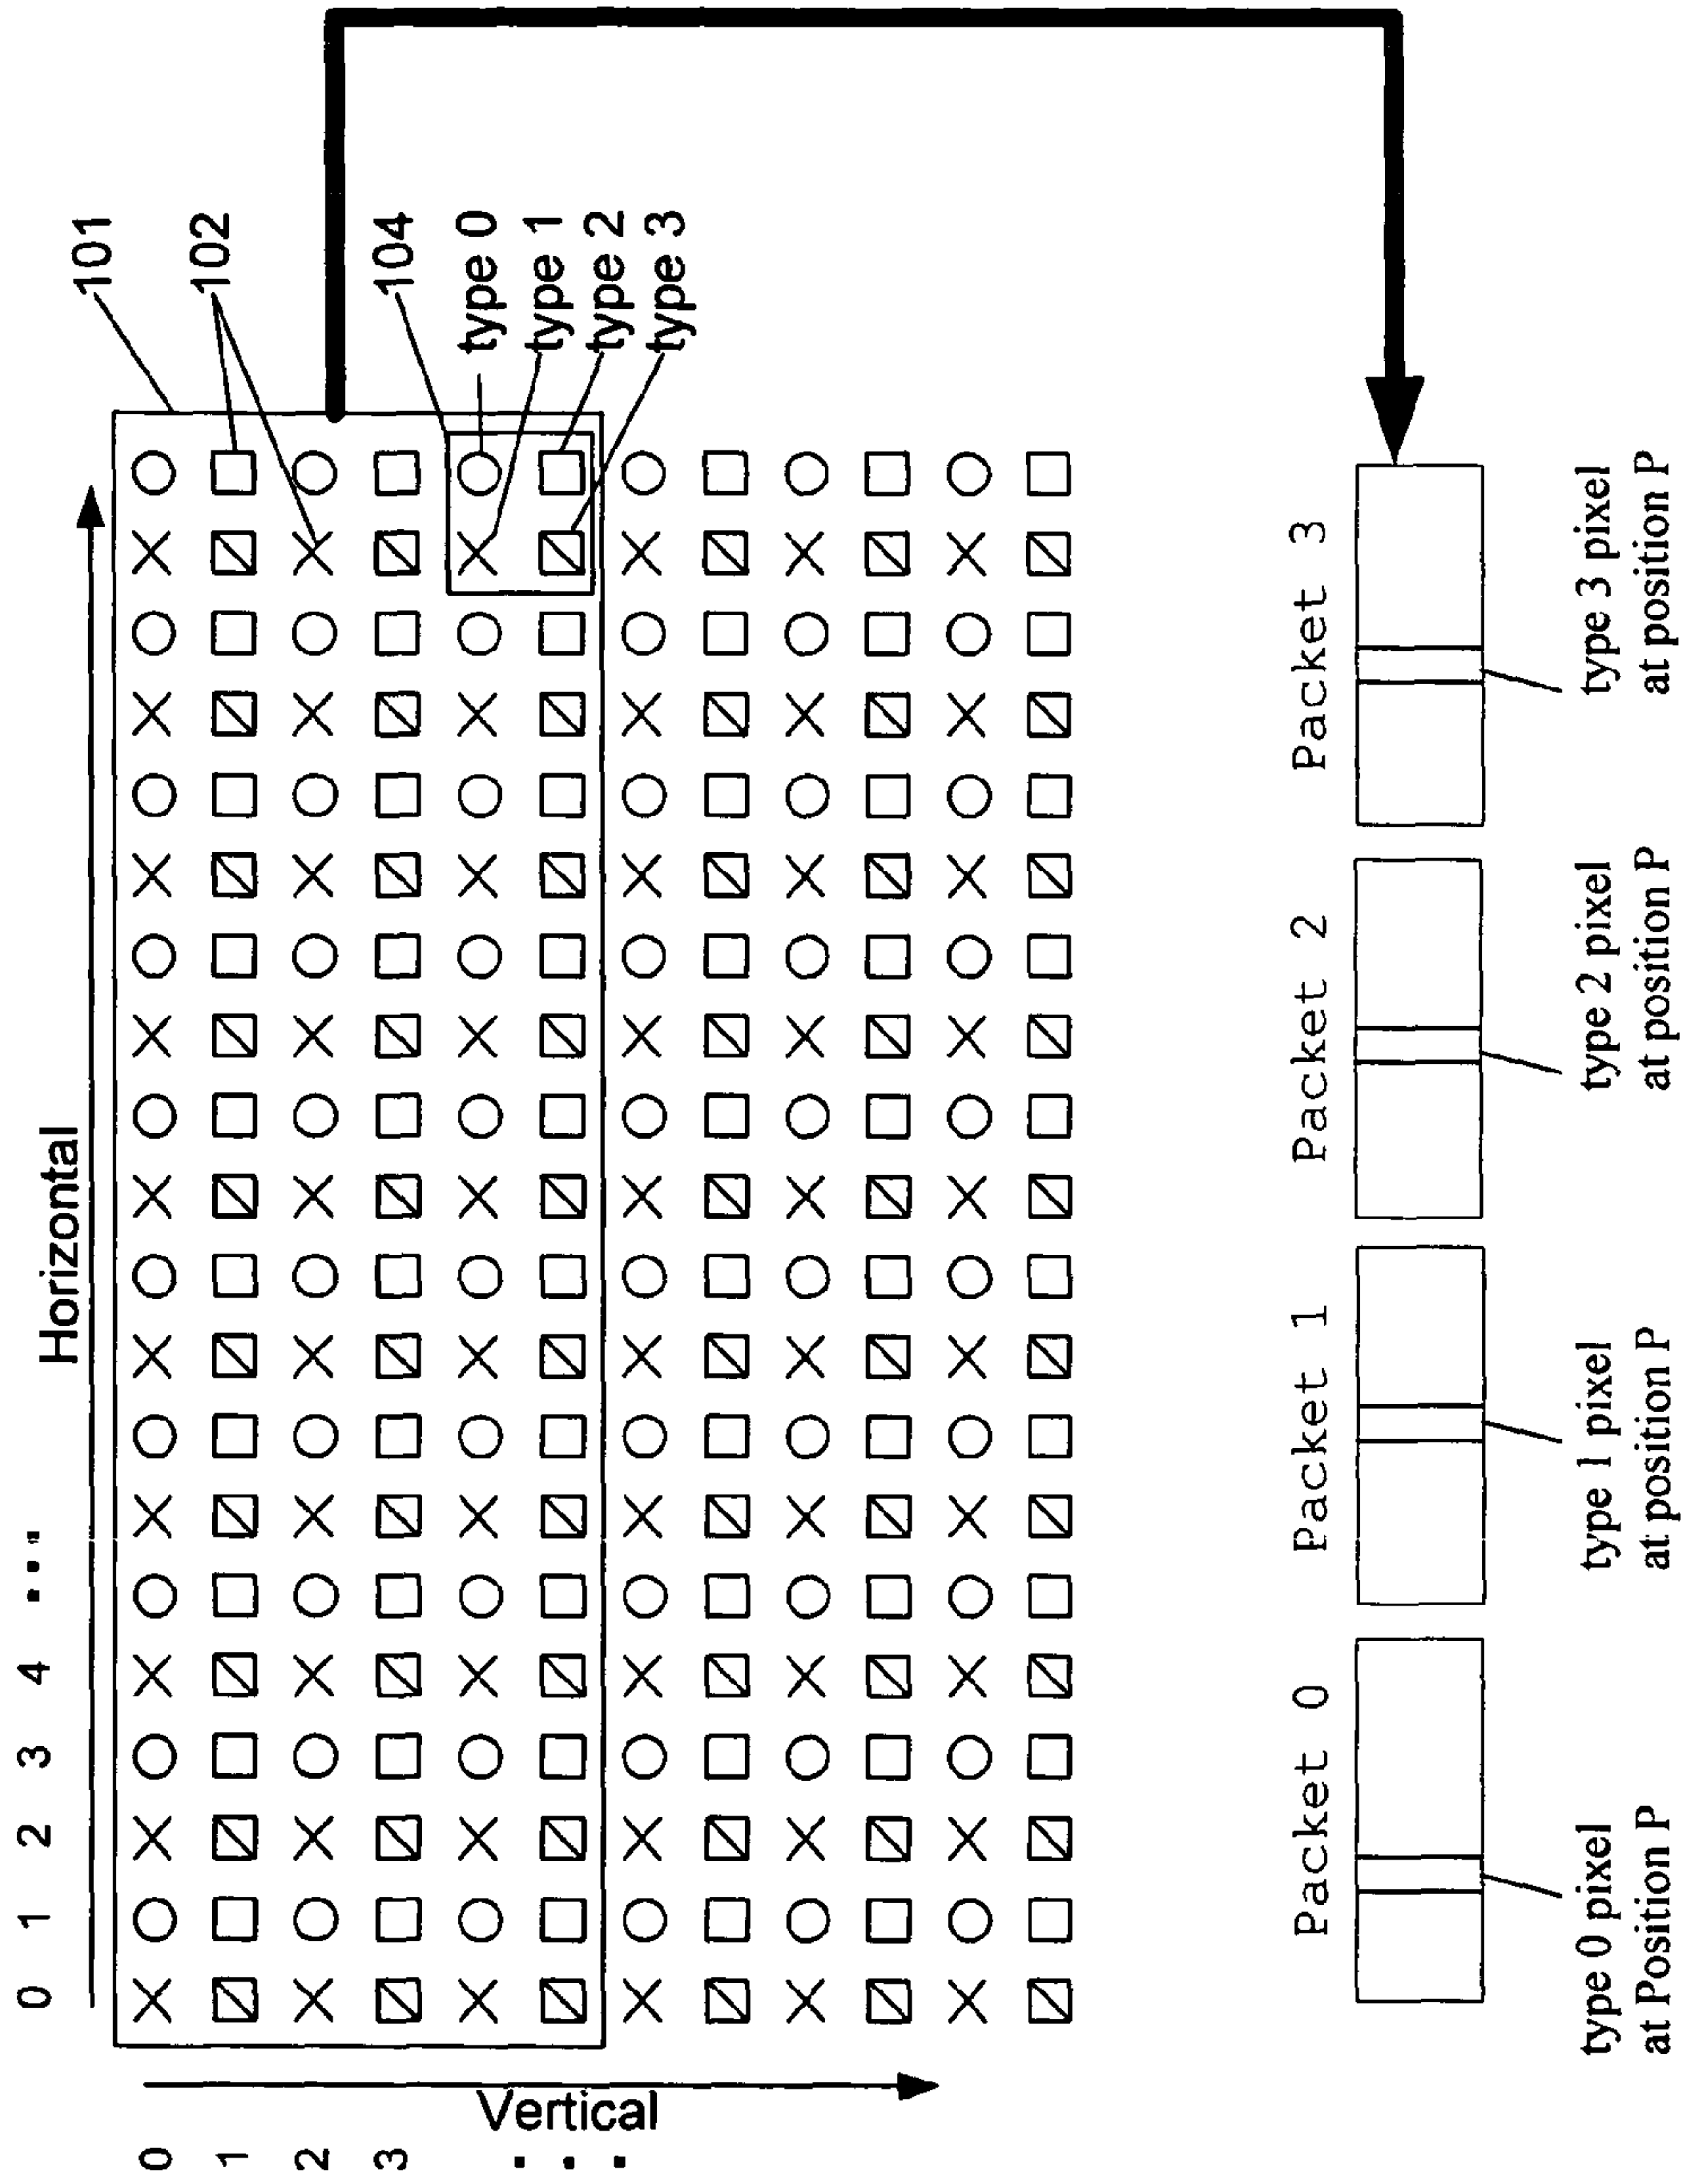 Horizontal
0 1 2 3 4 ...
Vertical
0
1
2
3
...
101
102
104
type 0
type 1
type 2
type 3
Packet 0
Packet 1
Packet 2
Packet 3
type 0 pixel
at Position P
type 1 pixel
at position P
type 2 pixel
at position P
type 3 pixel
at position P